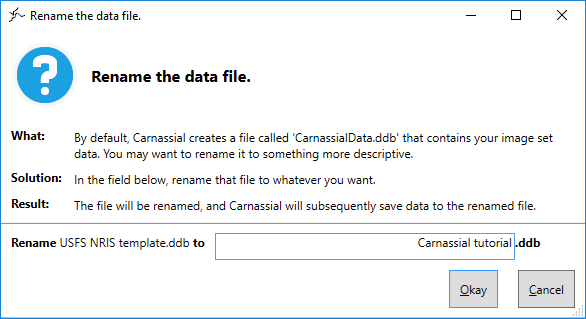 Rename the data file.
Rename the data file.
What: By default, Carnassial creates a file called 'CarnassialData.ddb' that contains your image set
data. You may want to rename it to something more descriptive.
Solution: In the field below, rename that file to whatever you want.
Result: The file will be renamed, and Carnassial will subsequently save data to the renamed file.
Rename USFS NRIS template.ddb to Carnassial tutorial .ddb
Okay Cancel